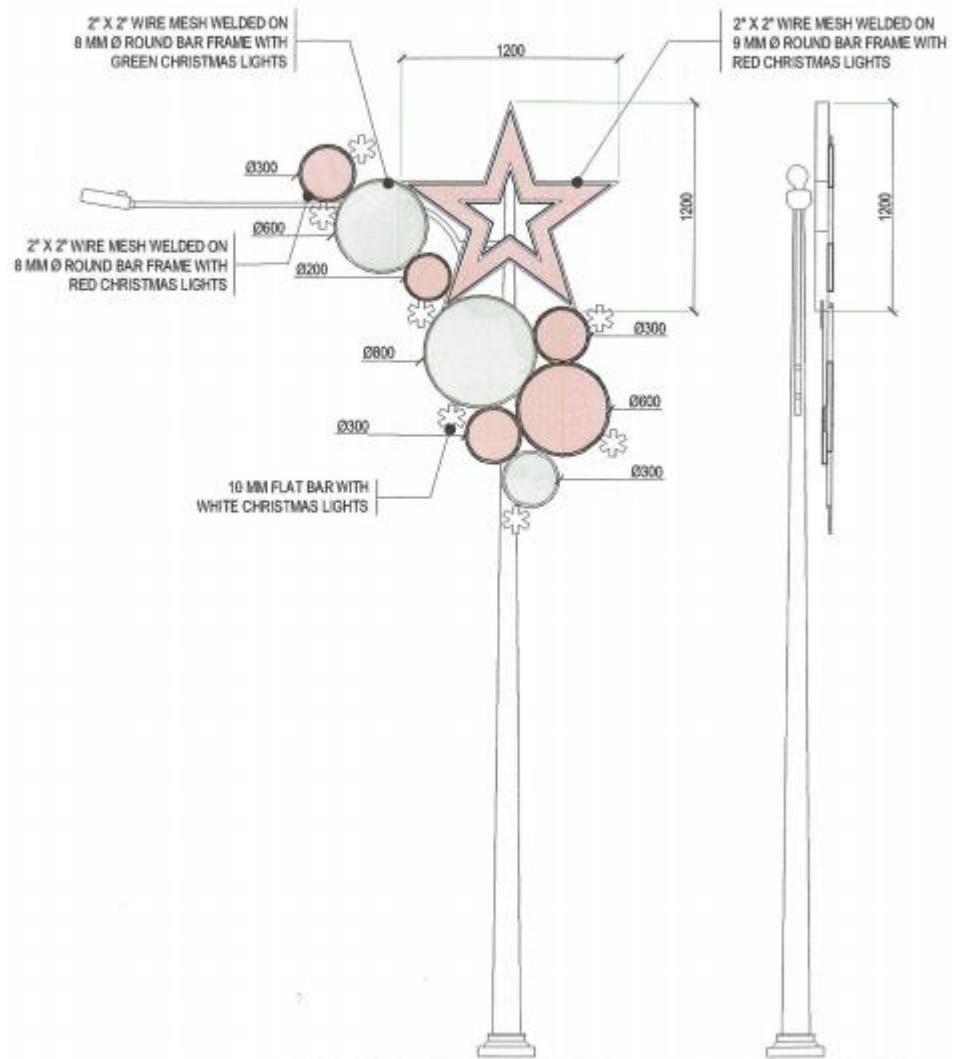 2" X 2" WIRE MESH WELDED ON
8 MM Ø ROUND BAR FRAME WITH
GREEN CHRISTMAS LIGHTS
2" X 2" WIRE MESH WELDED ON
9 MM Ø ROUND BAR FRAME WITH
RED CHRISTMAS LIGHTS
1200
Ø300
1200
1200
Ø600
2" X 2" WIRE MESH WELDED ON
8 MM Ø ROUND BAR FRAME WITH
RED CHRISTMAS LIGHTS
Ø200
Ø300
Ø800
Ø600
Ø300
Ø300
10 MM FLAT BAR WITH
WHITE CHRISTMAS LIGHTS